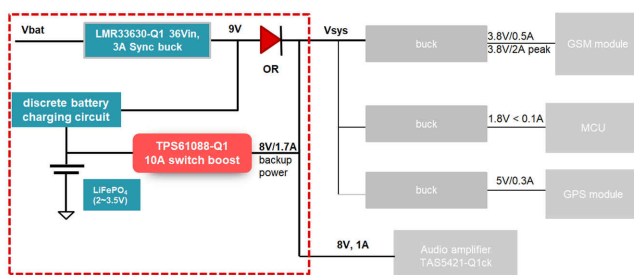 Vbat
LMR33630-Q1 36Vin,
3A Sync buck
9V
OR
Vsys
buck
3.8V/0.5A
3.8V/2A peak
GSM module
discrete battery
charging circuit
TPS61088-Q1
10A switch boost
8V/1.7A
backup
power
buck
1.8V < 0.1A
MCU
LiFePO₄
(2~3.5V)
buck
5V/0.3A
GPS module
8V, 1A
Audio amplifier
TAS5421-Q1ck